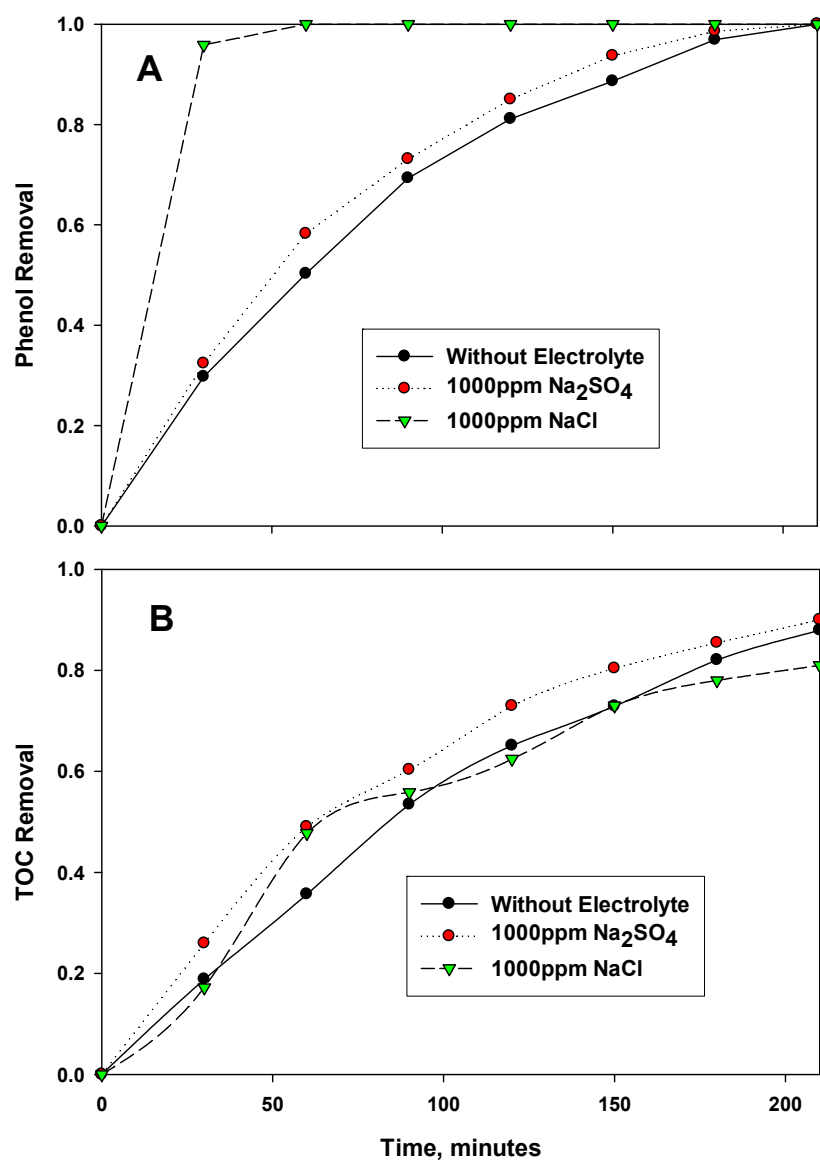 1.0
A
0.8
0.6
Phenol Removal
0.4
Without Electrolyte
1000ppm Na2SO4
1000ppm NaCl
0.2
0.0
1.0
B
0.8
0.6
TOC Removal
0.4
Without Electrolyte
1000ppm Na2SO4
1000ppm NaCl
0.2
0.0
0 50 100 150 200
Time, minutes